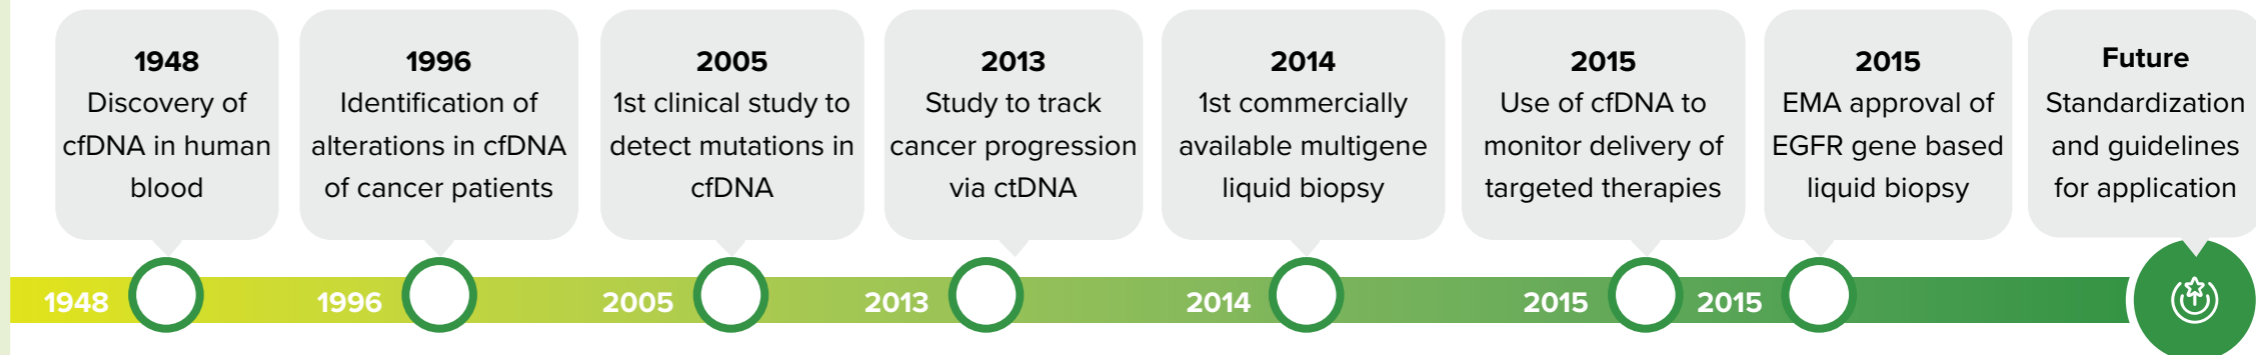 1948
Discovery of
cfDNA in human
blood
1996
Identification of
alterations in cfDNA
of cancer patients
2005
1st clinical study to
detect mutations in
cfDNA
2013
Study to track
cancer progression
via ctDNA
2014
1st commercially
available multigene
liquid biopsy
2015
Use of cfDNA to
monitor delivery of
targeted therapies
2015
EMA approval of
EGFR gene based
liquid biopsy
Future
Standardization
and guidelines
for application
1948
1996
2005
2013
2014
2015
2015